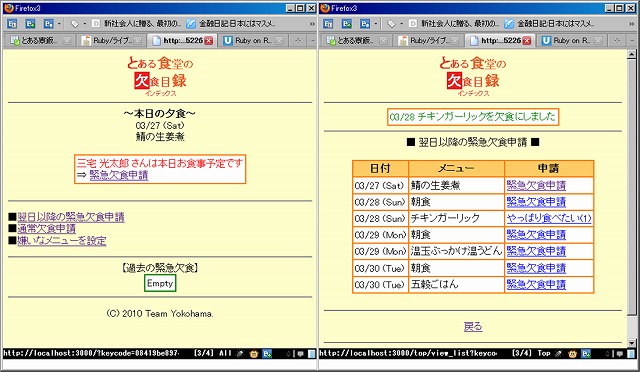 Firefox3
新社会人に贈る、最初の...
金融日記:日本にはマスメ...
»
とある寮飯...
Ruby/ライブ...
http:...5226
Ruby on R...
とある食堂の
欠食目録
インデックス
～本日の夕食～
03/27 (Sat)
鯖の生姜煮
三宅 光太郎 さんは本日お食事予定です
⇒ 緊急欠食申請
■翌日以降の緊急欠食申請
■通常欠食申請
■嫌いなメニューを設定
【過去の緊急欠食】
Empty
(C) 2010 Team Yokohama.
http://localhost:3000/?keycode=08419be897- [3/4] All
Firefox3
新社会人に贈る、最初の...
金融日記:日本にはマスメ...
»
とある寮飯...
Ruby/ライブ...
http:...5226
Ruby on R...
とある食堂の
欠食目録
インデックス
03/28 チキンガーリックを欠食にしました
■ 翌日以降の緊急欠食申請 ■
日付 メニュー 申請
03/27 (Sat) 鯖の生姜煮 緊急欠食申請
03/28 (Sun) 朝食 緊急欠食申請
03/28 (Sun) チキンガーリック やっぱり食べたい(1)
03/29 (Mon) 朝食 緊急欠食申請
03/29 (Mon) 温玉ぶっかけ温うどん 緊急欠食申請
03/30 (Tue) 朝食 緊急欠食申請
03/30 (Tue) 五穀ごはん 緊急欠食申請
戻る
http://localhost:3000/top/view_list?keyco [3/4] Top